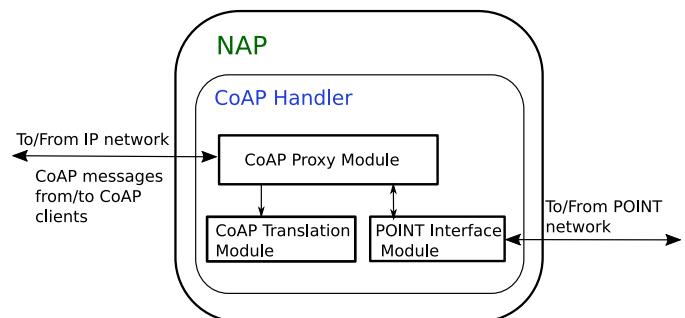 NAP
CoAP Handler
To/From IP network
CoAP messages
from/to CoAP
clients
CoAP Proxy Module
CoAP Translation
Module
POINT Interface
Module
To/From POINT
network